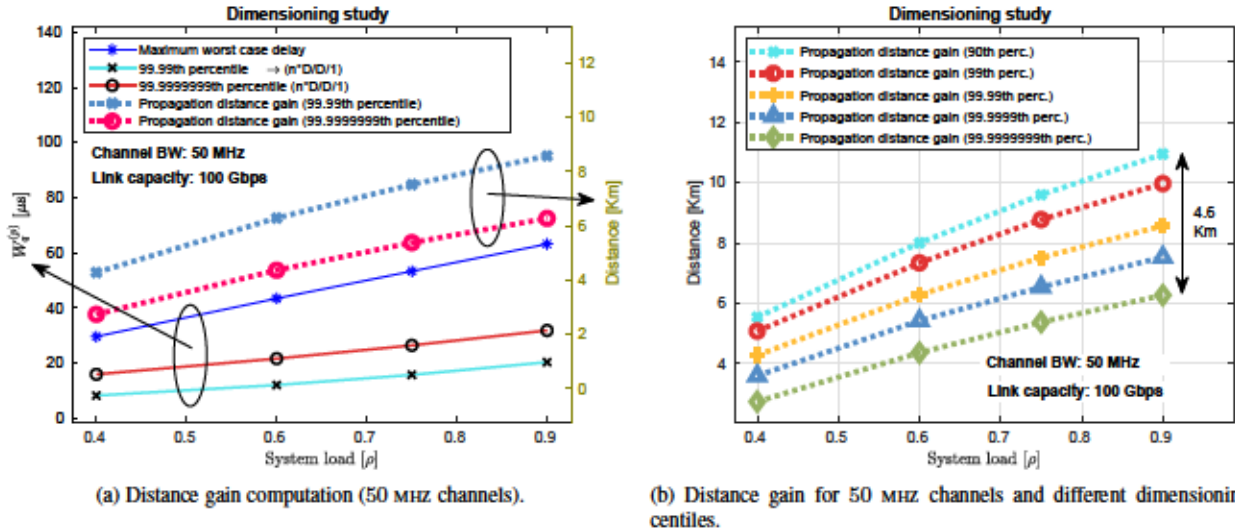 Dimensioning study
140
120
100
80
60
40
20
0
W_q^(p) [μs]
Maximum worst case delay
99.99th percentile → (n*D/D/1)
99.9999999th percentile (n*D/D/1)
Propagation distance gain (99.99th percentile)
Propagation distance gain (99.9999999th percentile)
Channel BW: 50 MHz
Link capacity: 100 Gbps
12
10
8
6
4
2
0
Distance [Km]
0.4 0.5 0.6 0.7 0.8 0.9
System load [ρ]
(a) Distance gain computation (50 MHZ channels).
Dimensioning study
14
12
10
8
6
4
Distance [Km]
Propagation distance gain (90th perc.)
Propagation distance gain (99th perc.)
Propagation distance gain (99.99th perc.)
Propagation distance gain (99.9999th perc.)
Propagation distance gain (99.9999999th perc.)
4.6
Km
Channel BW: 50 MHz
Link capacity: 100 Gbps
0.4 0.5 0.6 0.7 0.8 0.9
System load [ρ]
(b) Distance gain for 50 MHZ channels and different dimensionin
centiles.